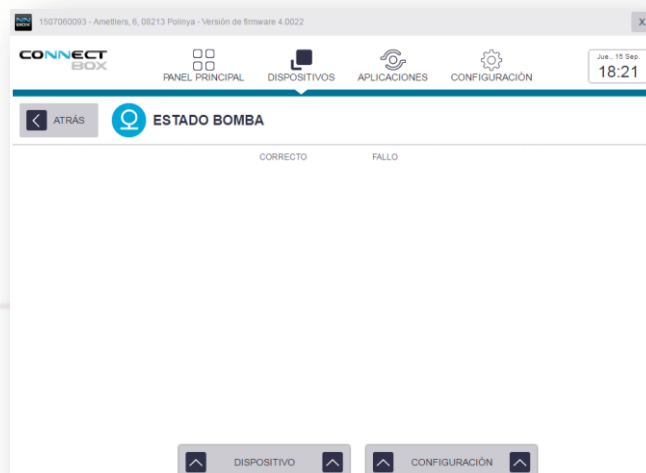 1507060093 - Ametllers, 6, 08213 Polinya - Versión de firmware 4.0022
X
CONNECT
BOX
PANEL PRINCIPAL
DISPOSITIVOS
APLICACIONES
CONFIGURACIÓN
Jue., 15 Sep.
18:21
ATRÁS
ESTADO BOMBA
CORRECTO FALLO
DISPOSITIVO
CONFIGURACIÓN